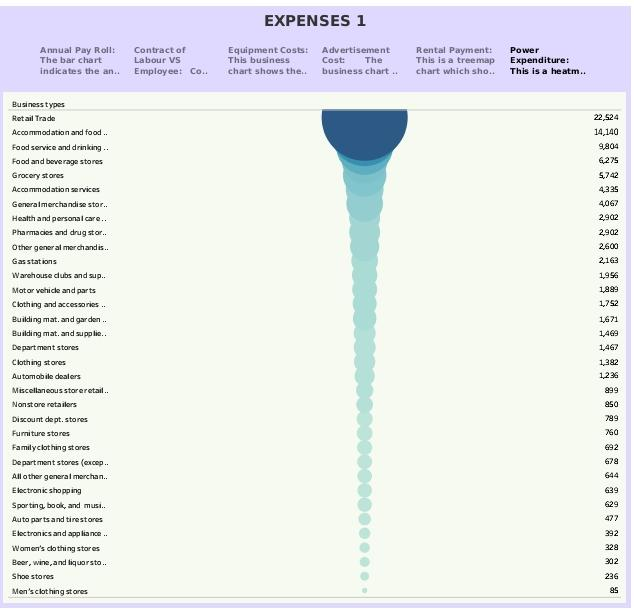 EXPENSES 1
Annual Pay Roll: The bar chart indicates the an..
Contract of Labour VS Employee: Co..
Equipment Costs: This business chart shows the..
Advertisement Cost: The business chart ..
Rental Payment: This is a treemap chart which sho..
Power Expenditure: This is a heatm..
Business types
Retail Trade 22,524
Accommodation and food .. 14,140
Food service and drinking .. 9,804
Food and beverage stores 6,275
Grocery stores 5,742
Accommodation services 4,335
General merchandise stor.. 4,067
Health and personal care .. 2,902
Pharmacies and drug stor.. 2,902
Other general merchandis.. 2,600
Gas stations 2,163
Warehouse clubs and sup.. 1,956
Motor vehicle and parts 1,889
Clothing and accessories .. 1,752
Building mat. and garden .. 1,671
Building mat. and supplie.. 1,469
Department stores 1,467
Clothing stores 1,382
Automobile dealers 1,236
Miscellaneous store retail.. 899
Nonstore retailers 850
Discount dept. stores 789
Furniture stores 760
Family clothing stores 692
Department stores (excep.. 678
All other general merchan.. 644
Electronic shopping 639
Sporting, book, and musi.. 629
Auto parts and tire stores 477
Electronics and appliance .. 392
Women's clothing stores 328
Beer, wine, and liquor sto.. 302
Shoe stores 236
Men's clothing stores 85